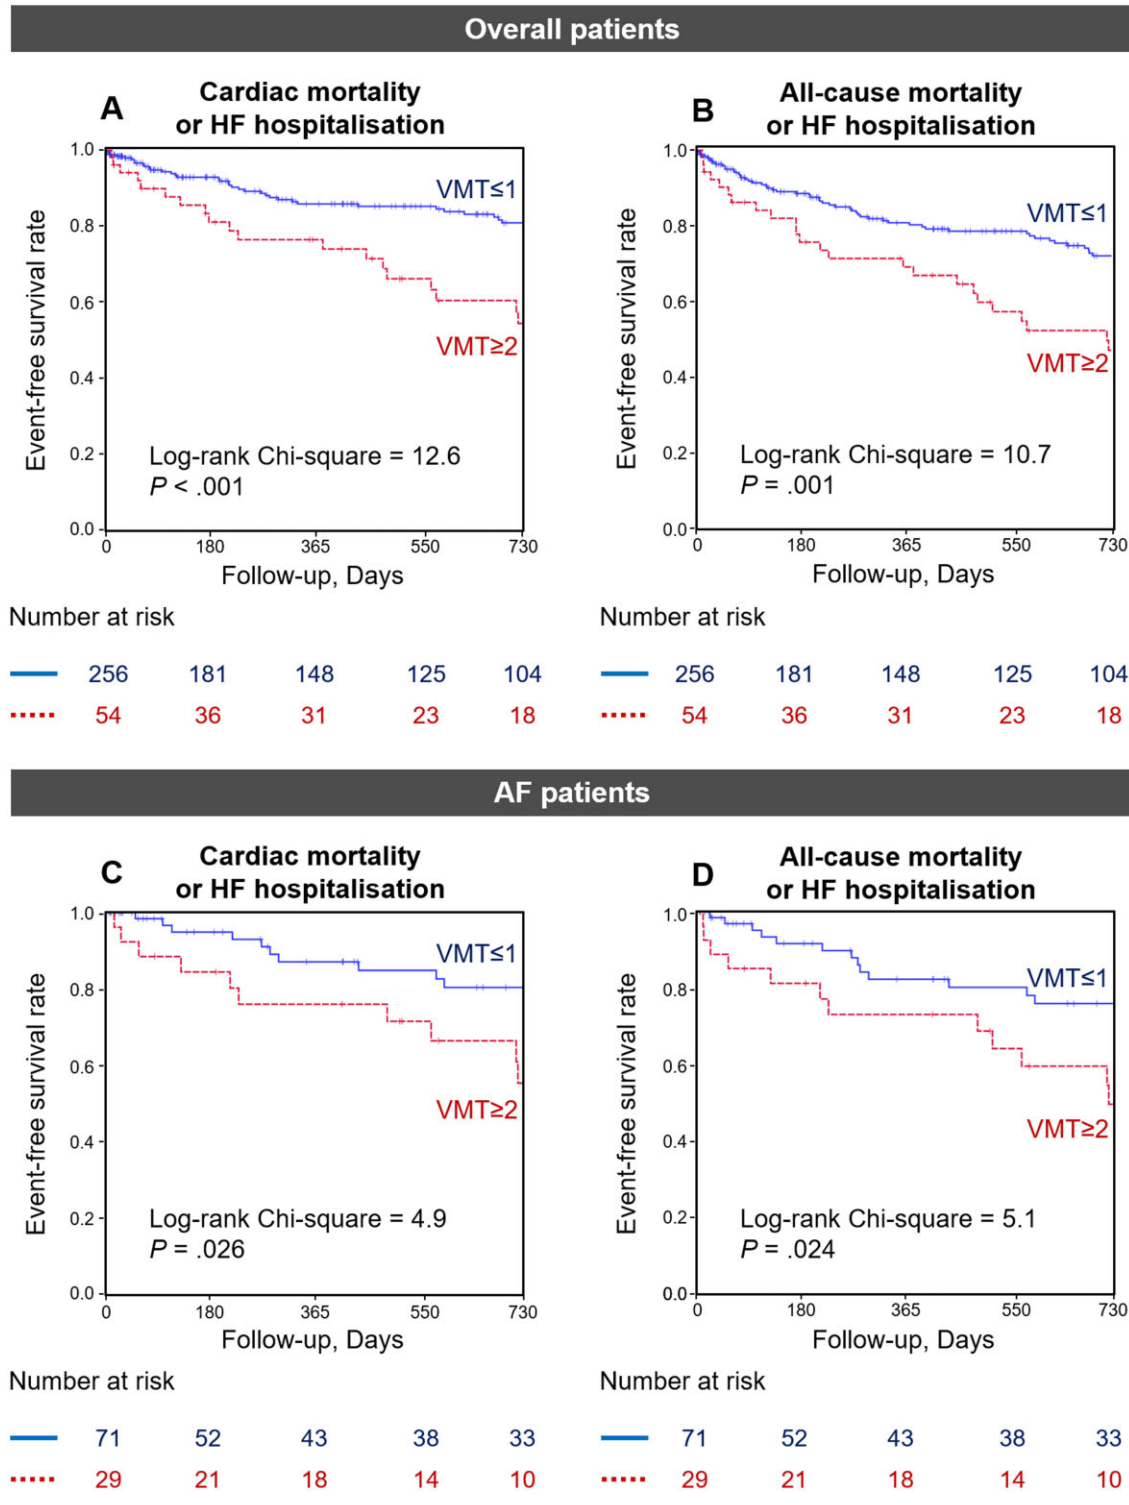 Overall patients
A
Cardiac mortality
or HF hospitalisation
Event-free survival rate
1.0
0.8
0.6
0.4
0.2
0.0
VMT≤1
VMT≥2
Log-rank Chi-square = 12.6
P < .001
0 180 365 550 730
Follow-up, Days
Number at risk
256 181 148 125 104
54 36 31 23 18
B
All-cause mortality
or HF hospitalisation
Event-free survival rate
1.0
0.8
0.6
0.4
0.2
0.0
VMT≤1
VMT≥2
Log-rank Chi-square = 10.7
P = .001
0 180 365 550 730
Follow-up, Days
Number at risk
256 181 148 125 104
54 36 31 23 18
AF patients
C
Cardiac mortality
or HF hospitalisation
Event-free survival rate
1.0
0.8
0.6
0.4
0.2
0.0
VMT≤1
VMT≥2
Log-rank Chi-square = 4.9
P = .026
0 180 365 550 730
Follow-up, Days
Number at risk
71 52 43 38 33
29 21 18 14 10
D
All-cause mortality
or HF hospitalisation
Event-free survival rate
1.0
0.8
0.6
0.4
0.2
0.0
VMT≤1
VMT≥2
Log-rank Chi-square = 5.1
P = .024
0 180 365 550 730
Follow-up, Days
Number at risk
71 52 43 38 33
29 21 18 14 10